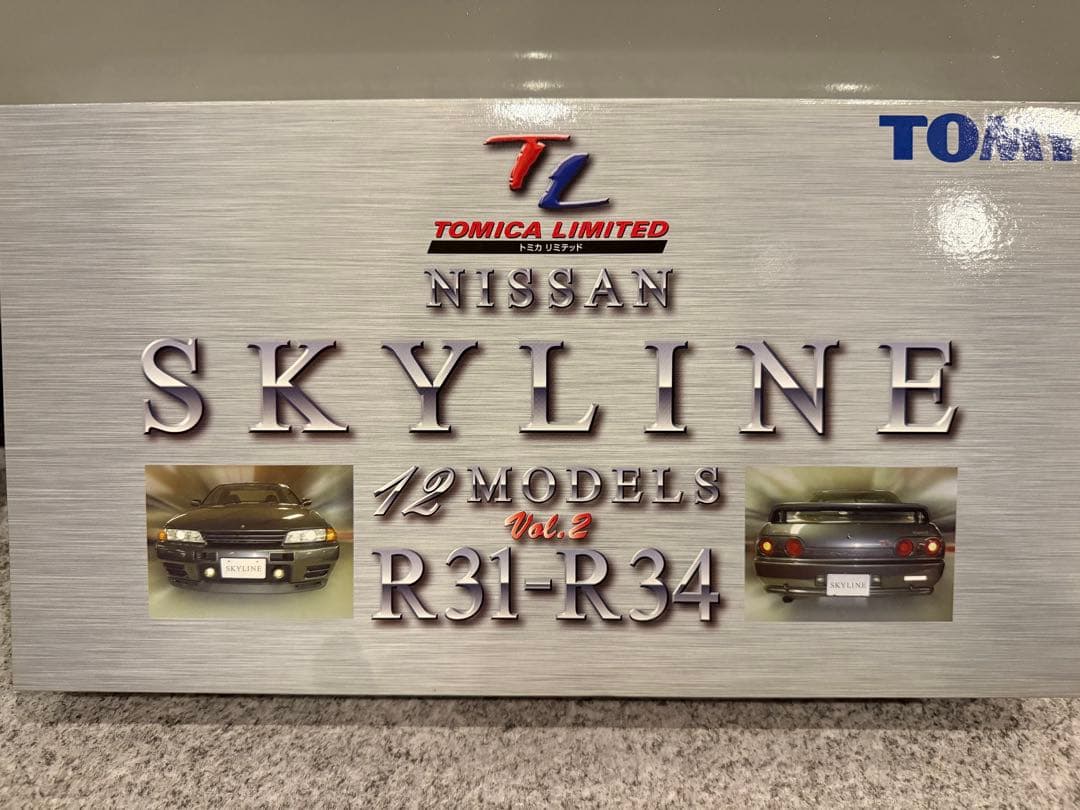 TOMY
TL
TOMICA LIMITED
トミカ リミテッド
NISSAN
SKYLINE
12 MODELS
Vol.2
R31-R34
SKYLINE
SKYLINE